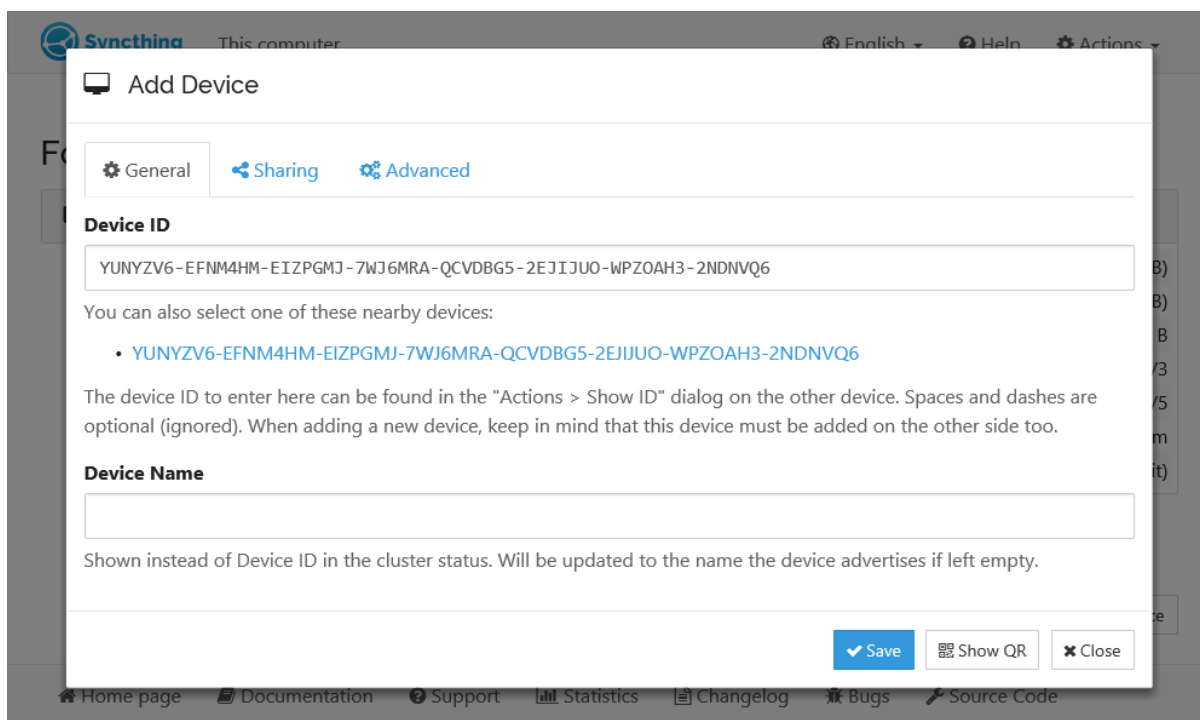 Syncthing This computer English Help Actions
Add Device
General Sharing Advanced
Device ID
YUNYZV6-EFNM4HM-EIZPGMJ-7WJ6MRA-QCVDBG5-2EJIJUO-WPZOAH3-2NDNVQ6
You can also select one of these nearby devices:
• YUNYZV6-EFNM4HM-EIZPGMJ-7WJ6MRA-QCVDBG5-2EJIJUO-WPZOAH3-2NDNVQ6
The device ID to enter here can be found in the "Actions > Show ID" dialog on the other device. Spaces and dashes are
optional (ignored). When adding a new device, keep in mind that this device must be added on the other side too.
Device Name
Shown instead of Device ID in the cluster status. Will be updated to the name the device advertises if left empty.
Save Show QR Close
Home page Documentation Support Statistics Changelog Bugs Source Code